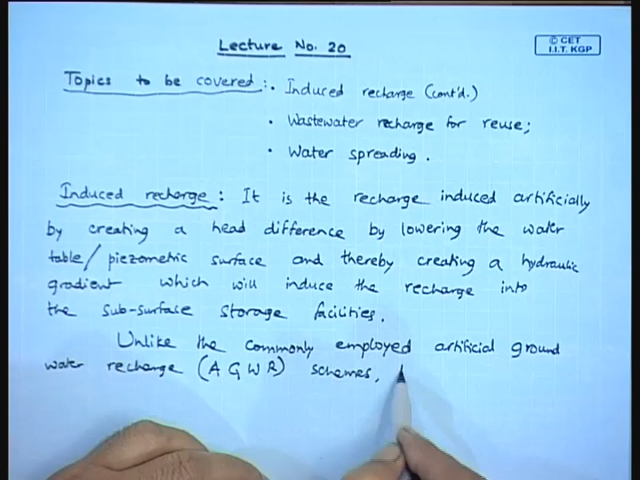 Lecture No. 20
© CET
I.I.T. KGP
Topics to be covered :· Induced recharge (cont'd.)
· Wastewater recharge for reuse;
· Water spreading.
Induced recharge : It is the recharge induced artificially
by creating a head difference by lowering the water
table/piezometric surface and thereby creating a hydraulic
gradient which will induce the recharge into
the sub-surface storage facilities.
Unlike the commonly employed artificial ground
water recharge (AGWR) schemes,